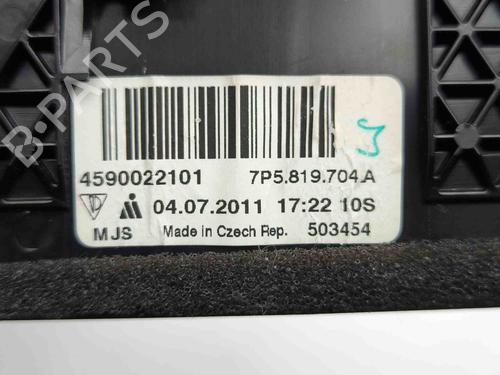 B-PARTS
4590022101 7P5.819.704.A
04.07.2011 17:22 10S
MJS Made in Czech Rep. 503454